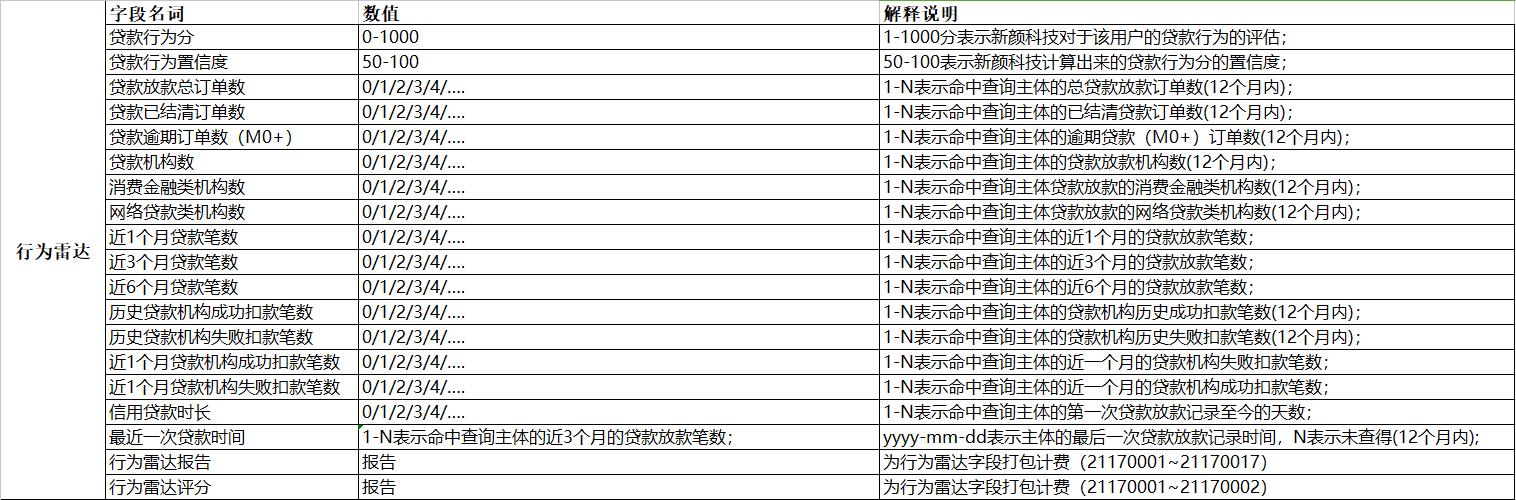 字段名词 数值 解释说明
贷款行为分 0-1000 1-1000分表示新颜科技对于该用户的贷款行为的评估；
贷款行为置信度 50-100 50-100表示新颜科技计算出来的贷款行为分的置信度；
贷款放款总订单数 0/1/2/3/4/.... 1-N表示命中查询主体的总贷款放款订单数(12个月内)；
贷款已结清订单数 0/1/2/3/4/.... 1-N表示命中查询主体的已结清贷款订单数(12个月内)；
贷款逾期订单数（M0+） 0/1/2/3/4/.... 1-N表示命中查询主体的逾期贷款（M0+）订单数(12个月内)；
贷款机构数 0/1/2/3/4/.... 1-N表示命中查询主体的贷款放款机构数(12个月内)；
消费金融类机构数 0/1/2/3/4/.... 1-N表示命中查询主体贷款放款的消费金融类机构数(12个月内)；
网络贷款类机构数 0/1/2/3/4/.... 1-N表示命中查询主体贷款放款的网络贷款类机构数(12个月内)；
行为雷达
近1个月贷款笔数 0/1/2/3/4/.... 1-N表示命中查询主体的近1个月的贷款放款笔数；
近3个月贷款笔数 0/1/2/3/4/.... 1-N表示命中查询主体的近3个月的贷款放款笔数；
近6个月贷款笔数 0/1/2/3/4/.... 1-N表示命中查询主体的近6个月的贷款放款笔数；
历史贷款机构成功扣款笔数 0/1/2/3/4/.... 1-N表示命中查询主体的贷款机构历史成功扣款笔数(12个月内)；
历史贷款机构失败扣款笔数 0/1/2/3/4/.... 1-N表示命中查询主体的贷款机构历史失败扣款笔数(12个月内)；
近1个月贷款机构成功扣款笔数 0/1/2/3/4/.... 1-N表示命中查询主体的近一个月的贷款机构失败扣款笔数；
近1个月贷款机构失败扣款笔数 0/1/2/3/4/.... 1-N表示命中查询主体的近一个月的贷款机构成功扣款笔数；
信用贷款时长 0/1/2/3/4/.... 1-N表示命中查询主体的第一次贷款放款记录至今的天数；
最近一次贷款时间 1-N表示命中查询主体的近3个月的贷款放款笔数； yyyy-mm-dd表示主体的最后一次贷款放款记录时间，N表示未查得(12个月内);
行为雷达报告 报告 为行为雷达字段打包计费（21170001~21170017）
行为雷达评分 报告 为行为雷达字段打包计费（21170001~21170002）